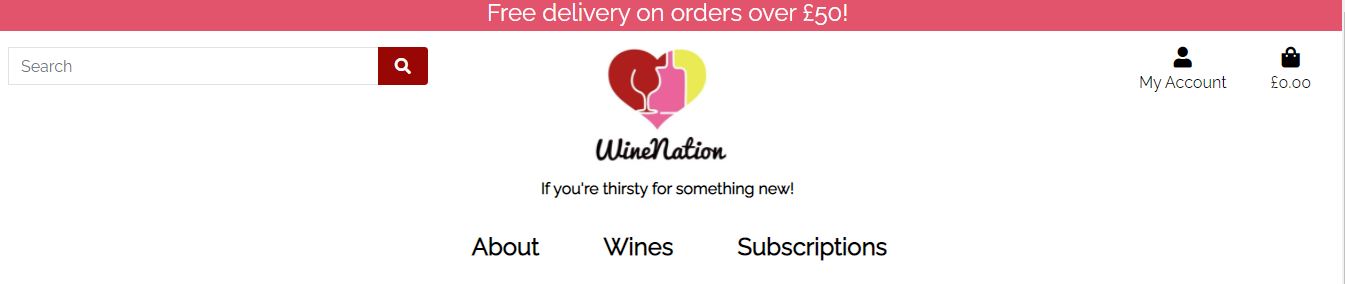 Free delivery on orders over £50!
Search
WineNation
My Account
£0.00
If you're thirsty for something new!
About
Wines
Subscriptions